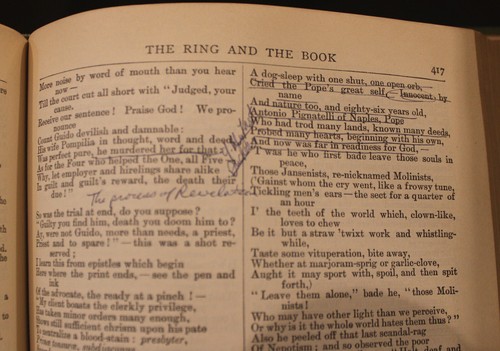 THE RING AND THE BOOK
417
More noise by word of mouth than you hear
now—
Till the court cut all short with "Judged, your
cause.
Receive our sentence! Praise God! We pro-
nounce
Count Guido devilish and damnable:
His wife Pompilia in thought, word and deed,
Was perfect pure, he murdered her for that:
As for the Four who helped the One, all Five—
Why, let employer and hirelings share alike
In guilt and guilt's reward, the death their
due!"
The process of Revelation
So was the trial at end, do you suppose?
"Guilty you find him, death you doom him to?
Ay, were not Guido, more than needs, a priest,
Priest and to spare!"—this was a shot re-
served;
I learn this from epistles which begin
Here where the print ends,—see the pen and
ink
Of the advocate, the ready at a pinch!—
"My client boasts the clerkly privilege,
Has taken minor orders many enough,
Shows still sufficient chrism upon his pate
To neutralize a blood-stain: presbyter,
A dog-sleep with one shut, one open orb,—
Cried the Pope's great self,—Innocent by
name
And nature too, and eighty-six years old,
Antonio Pignatelli of Naples, Pope
Who had trod many lands, known many deeds,
Probed many hearts, beginning with his own,
And now was far in readiness for God,—
'T was he who first bade leave those souls in
peace,
Those Jansenists, re-nicknamed Molinists,
('Gainst whom the cry went, like a frowsy tune,
Tickling men's ears—the sect for a quarter of
an hour
I' the teeth of the world which, clown-like,
loves to chew
Be it but a straw 'twixt work and whistling-
while,
Taste some vituperation, bite away,
Whether at marjoram-sprig or garlic-clove,
Aught it may sport with, spoil, and then spit
forth,)
"Leave them alone," bade he, "those Moli-
nists!
Who may have other light than we perceive,
Or why is it the whole world hates them thus?"
Also he peeled off that last scandal-rag
Of Nepotism; and so observed the poor